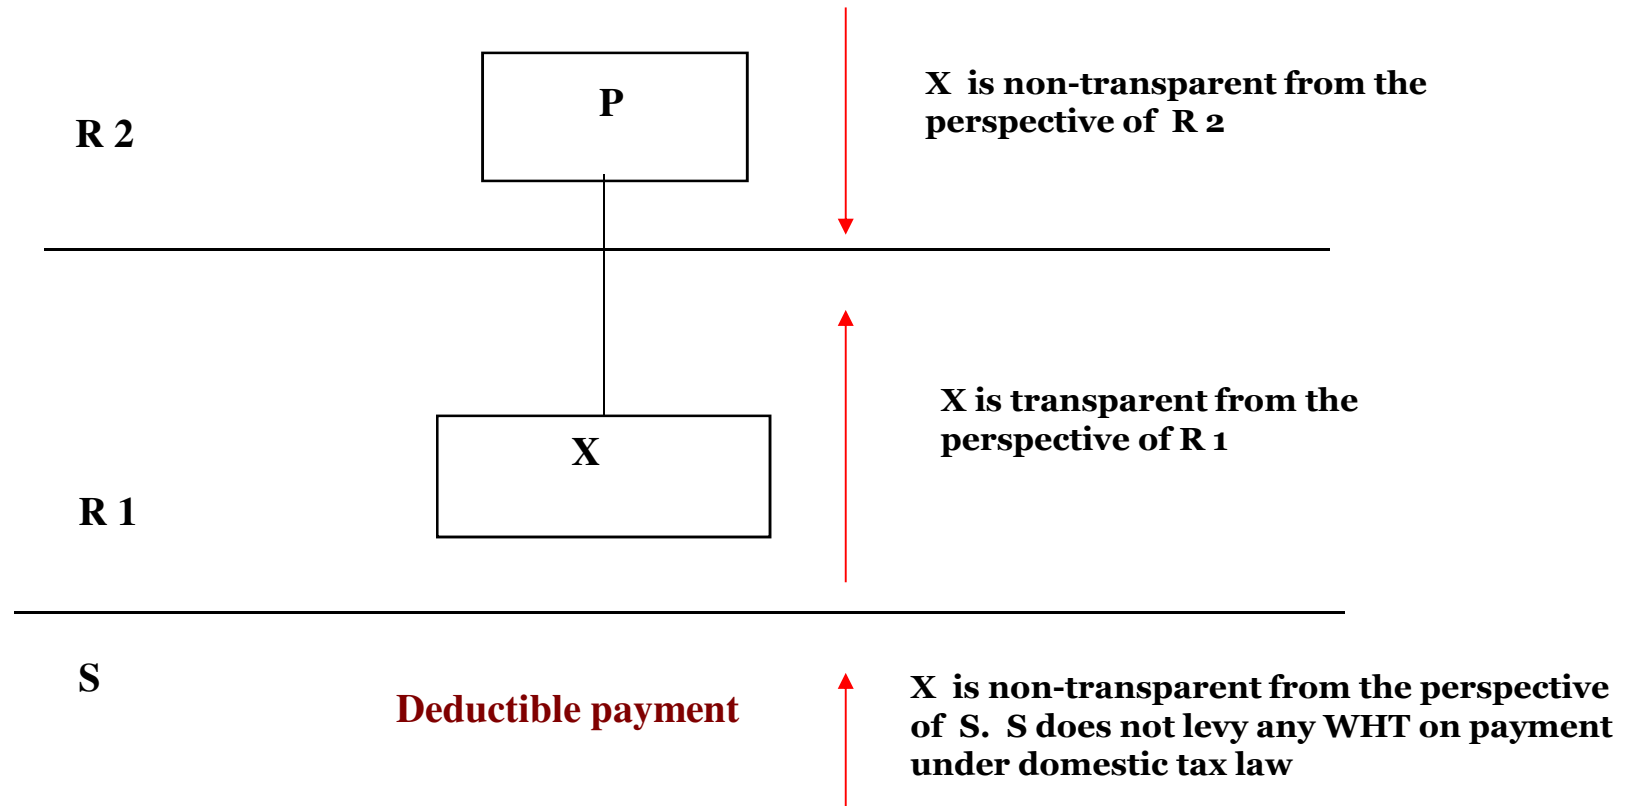 P
X is non-transparent from the
perspective of R 2
R 2
X is transparent from the
perspective of R 1
X
R 1
S
Deductible payment
X is non-transparent from the perspective
of S. S does not levy any WHT on payment
under domestic tax law